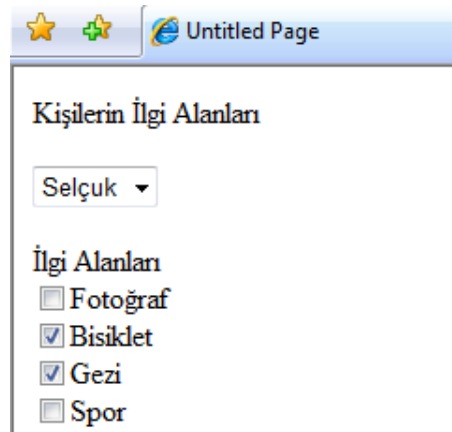 Untitled Page
Kişilerin İlgi Alanları
Selçuk
İlgi Alanları
Fotoğraf
Bisiklet
Gezi
Spor